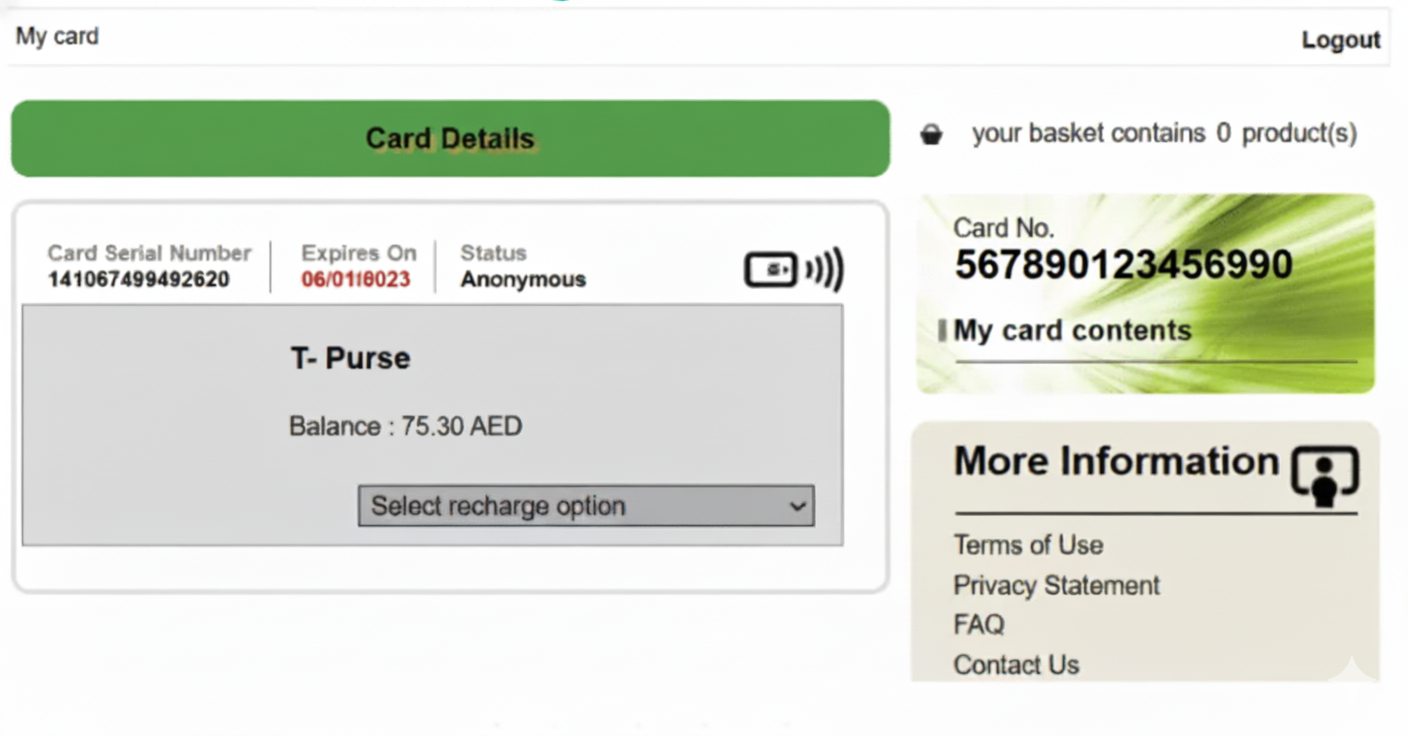 My card
Logout
Card Details
your basket contains 0 product(s)
Card Serial Number
141067499492620
Expires On
Status
Anonymous
T- Purse
Balance : 75.30 AED
Select recharge option
Card No.
567890123456990
My card contents
More Information
Terms of Use
Privacy Statement
FAQ
Contact Us